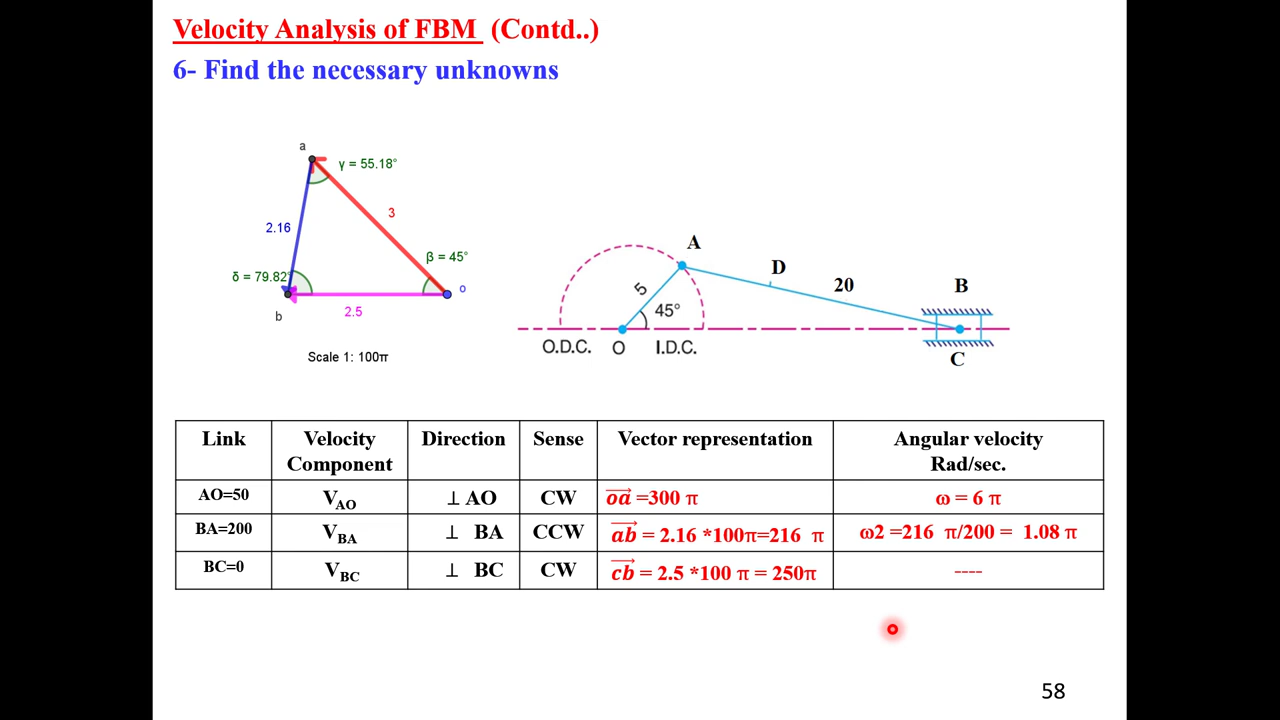 Velocity Analysis of FBM (Contd..)
6- Find the necessary unknowns
a
γ = 55.18°
3
2.16
β = 45°
δ = 79.82°
o
b
2.5
Scale 1: 100π
A
D
5
20
B
45°
O.D.C. O I.D.C.
C
Link Velocity Component Direction Sense Vector representation Angular velocity Rad/sec.
AO=50 VAO ⊥ AO CW oa =300 π ω = 6 π
BA=200 VBA ⊥ BA CCW ab = 2.16 *100π=216 π ω2 =216 π/200 = 1.08 π
BC=0 VBC ⊥ BC CW cb = 2.5 *100 π = 250π ----
58